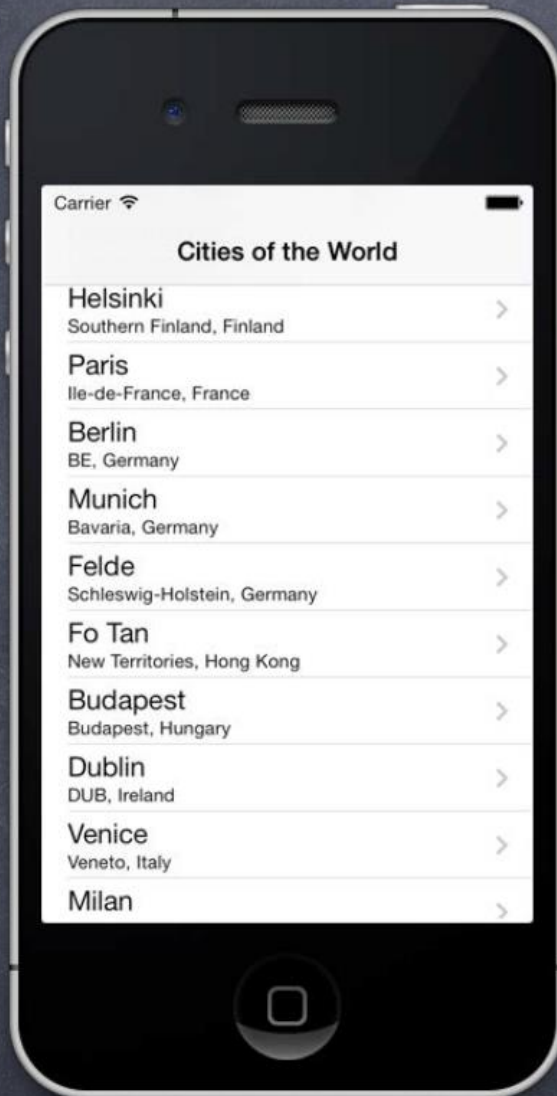 Carrier
Cities of the World
Helsinki
Southern Finland, Finland
Paris
Ile-de-France, France
Berlin
BE, Germany
Munich
Bavaria, Germany
Felde
Schleswig-Holstein, Germany
Fo Tan
New Territories, Hong Kong
Budapest
Budapest, Hungary
Dublin
DUB, Ireland
Venice
Veneto, Italy
Milan